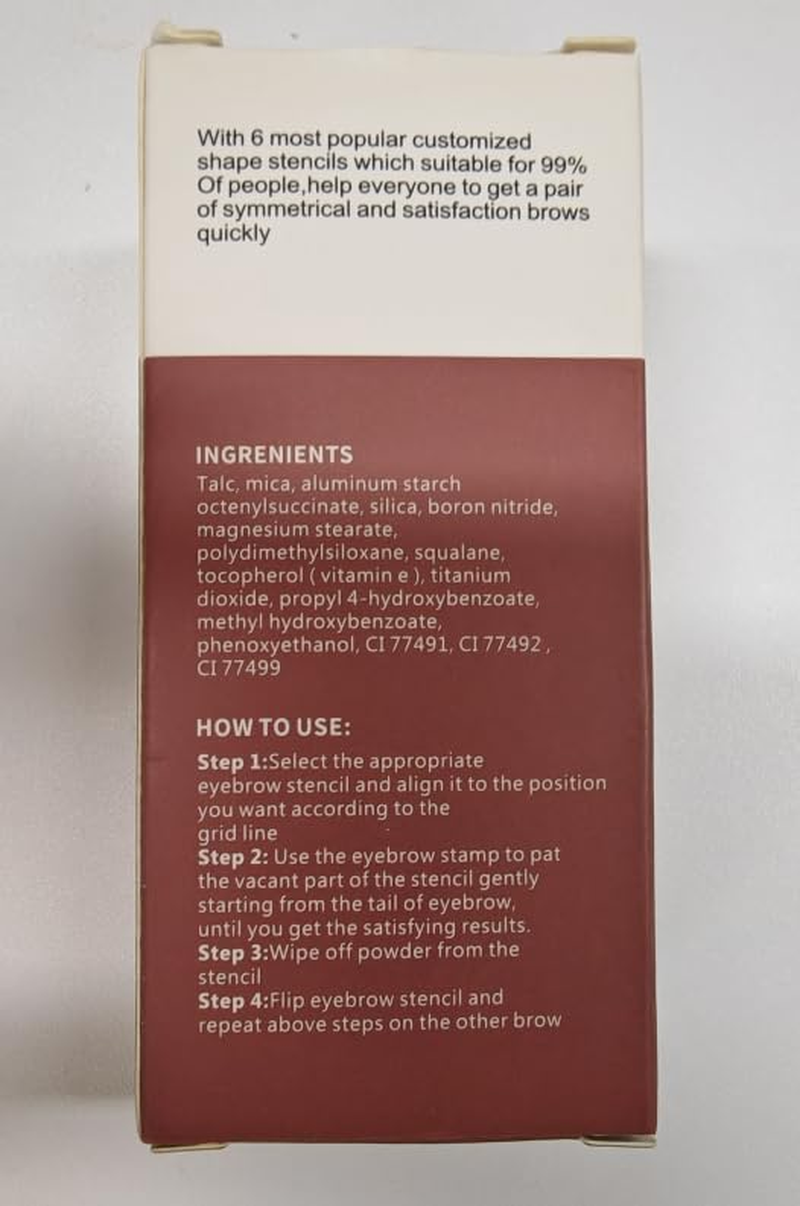 With 6 most popular customized
shape stencils which suitable for 99%
Of people,help everyone to get a pair
of symmetrical and satisfaction brows
quickly
INGRENIENTS
Talc, mica, aluminum starch
octenylsuccinate, silica, boron nitride,
magnesium stearate,
polydimethylsiloxane, squalane,
tocopherol ( vitamin e ), titanium
dioxide, propyl 4-hydroxybenzoate,
methyl hydroxybenzoate,
phenoxyethanol, CI 77491, CI 77492 ,
CI 77499
HOW TO USE:
Step 1:Select the appropriate
eyebrow stencil and align it to the position
you want according to the
grid line
Step 2: Use the eyebrow stamp to pat
the vacant part of the stencil gently
starting from the tail of eyebrow,
until you get the satisfying results.
Step 3:Wipe off powder from the
stencil
Step 4:Flip eyebrow stencil and
repeat above steps on the other brow